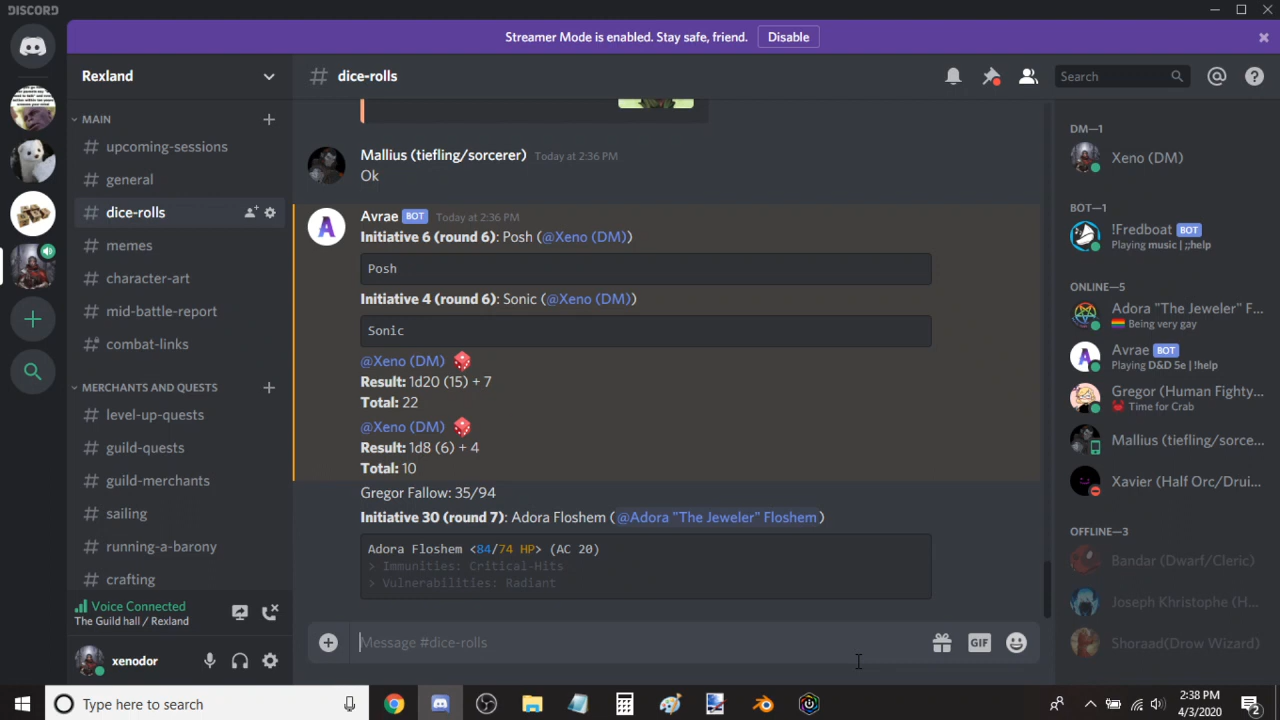 DISCORD
Streamer Mode is enabled. Stay safe, friend. Disable
Rexland
# dice-rolls
Search
MAIN
# upcoming-sessions
# general
# dice-rolls
# memes
# character-art
# mid-battle-report
# combat-links
MERCHANTS AND QUESTS
# level-up-quests
# guild-quests
# guild-merchants
# sailing
# running-a-barony
# crafting
Voice Connected
The Guild hall / Rexland
xenodor
Mallius (tiefling/sorcerer) Today at 2:36 PM
Ok
Avrae BOT Today at 2:36 PM
Initiative 6 (round 6): Posh (@Xeno (DM))
Posh
Initiative 4 (round 6): Sonic (@Xeno (DM))
Sonic
@Xeno (DM)
Result: 1d20 (15) + 7
Total: 22
@Xeno (DM)
Result: 1d8 (6) + 4
Total: 10
Gregor Fallow: 35/94
Initiative 30 (round 7): Adora Floshem (@Adora "The Jeweler" Floshem)
Adora Floshem <84/74 HP> (AC 20)
> Immunities: Critical-Hits
> Vulnerabilities: Radiant
Message #dice-rolls
GIF
DM—1
Xeno (DM)
BOT—1
!Fredboat BOT
Playing music | ;;help
ONLINE—5
Adora "The Jeweler" F...
Being very gay
Avrae BOT
Playing D&D 5e | !help
Gregor (Human Fighty...
Time for Crab
Mallius (tiefling/sorce...
Xavier (Half Orc/Drui...
OFFLINE—3
Bandar (Dwarf/Cleric)
Joseph Khristophe (H...
Shoraad(Drow Wizard)
Type here to search
2:38 PM
4/3/2020
2